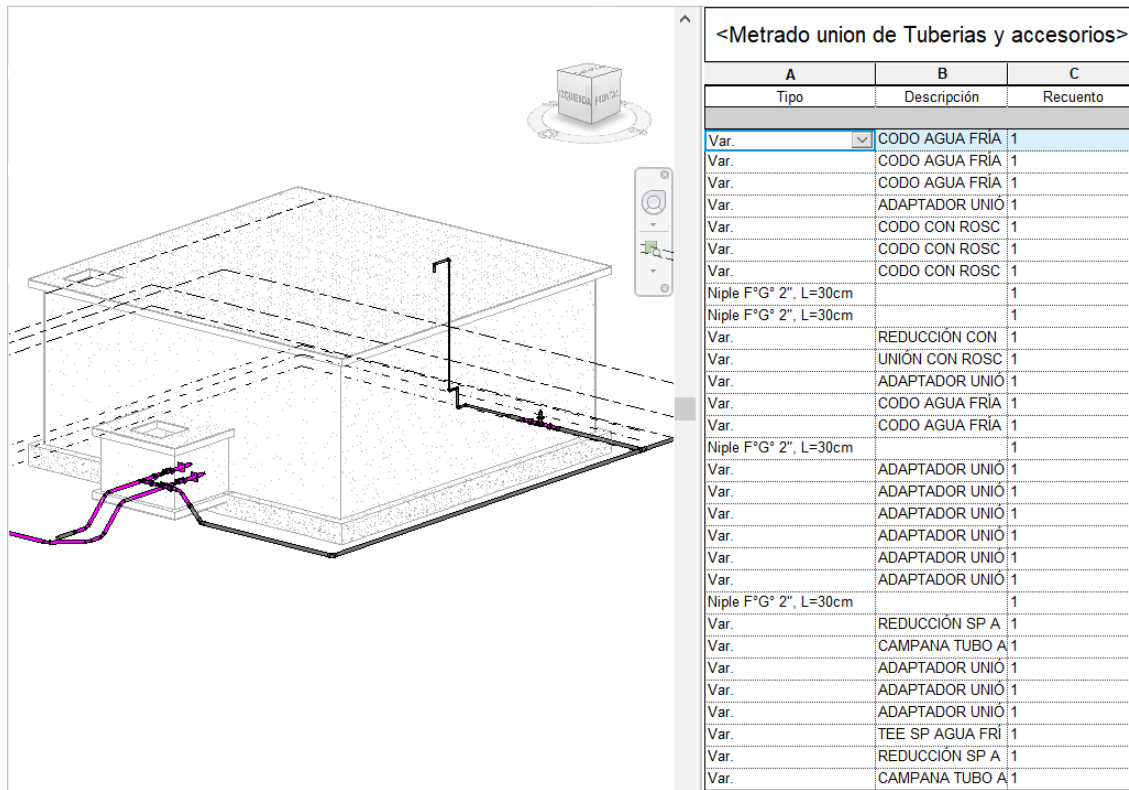 <Metrado union de Tuberias y accesorios>
A B C
Tipo Descripción Recuento
Var. CODO AGUA FRÍA 1
Var. CODO AGUA FRÍA 1
Var. CODO AGUA FRÍA 1
Var. ADAPTADOR UNIÓ 1
Var. CODO CON ROSC 1
Var. CODO CON ROSC 1
Var. CODO CON ROSC 1
Niple F°G° 2", L=30cm 1
Niple F°G° 2", L=30cm 1
Var. REDUCCIÓN CON 1
Var. UNIÓN CON ROSC 1
Var. ADAPTADOR UNIÓ 1
Var. CODO AGUA FRÍA 1
Var. CODO AGUA FRÍA 1
Niple F°G° 2", L=30cm 1
Var. ADAPTADOR UNIÓ 1
Var. ADAPTADOR UNIÓ 1
Var. ADAPTADOR UNIÓ 1
Var. ADAPTADOR UNIÓ 1
Var. ADAPTADOR UNIÓ 1
Var. ADAPTADOR UNIÓ 1
Niple F°G° 2", L=30cm 1
Var. REDUCCIÓN SP A 1
Var. CAMPANA TUBO A 1
Var. ADAPTADOR UNIÓ 1
Var. ADAPTADOR UNIÓ 1
Var. ADAPTADOR UNIÓ 1
Var. TEE SP AGUA FRÍ 1
Var. REDUCCIÓN SP A 1
Var. CAMPANA TUBO A 1
IZQUIERDA FRONTAL